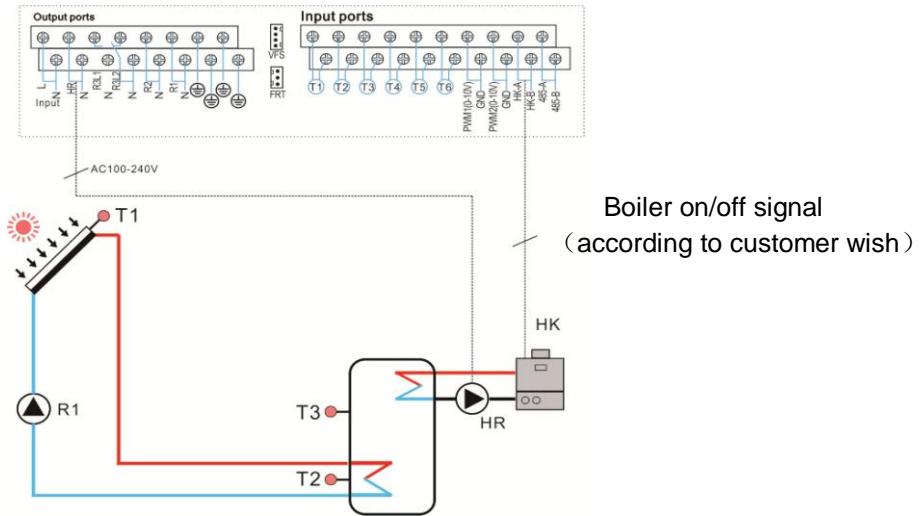 Output ports
Input ports
VFS
FRT
L
N
HR
N
R3L1
N
R3L2
N
R2
N
R1
N
Input
T1 T2 T3 T4 T5 T6
PWM1(0-10V)
GND
PWM2(0-10V)
GND
HK-A
HK-B
485-A
485-B
AC100-240V
T1
Boiler on/off signal
（according to customer wish）
HK
R1
T3
HR
T2